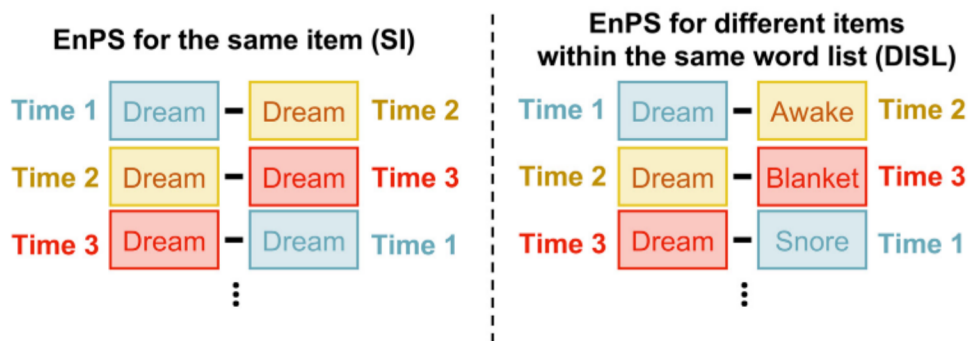 EnPS for the same item (SI)
Time 1 Dream - Dream Time 2
Time 2 Dream - Dream Time 3
Time 3 Dream - Dream Time 1
⋮
EnPS for different items
within the same word list (DISL)
Time 1 Dream - Awake Time 2
Time 2 Dream - Blanket Time 3
Time 3 Dream - Snore Time 1
⋮